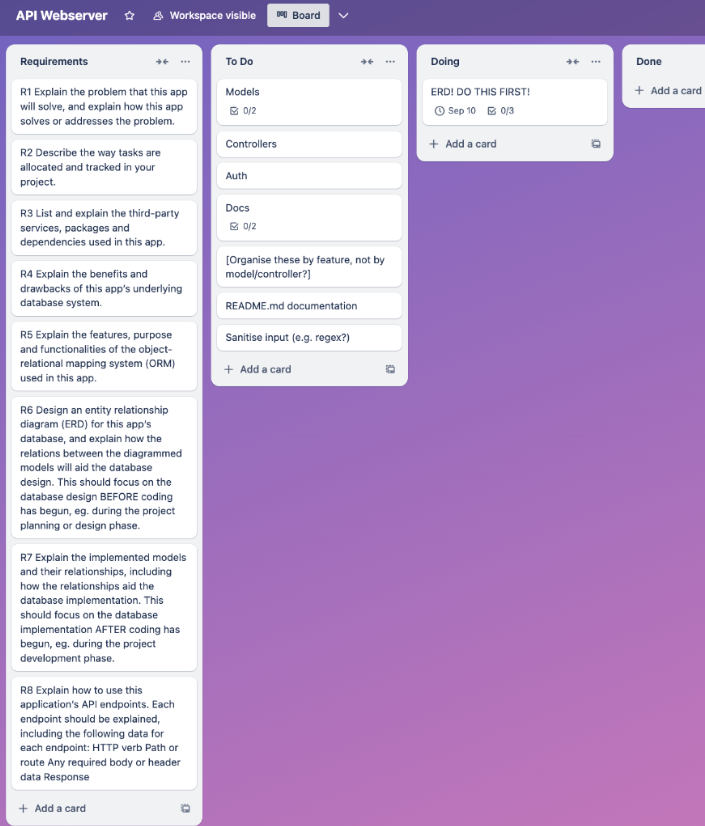 API Webserver
Workspace visible
Board
Requirements
R1 Explain the problem that this app
will solve, and explain how this app
solves or addresses the problem.
R2 Describe the way tasks are
allocated and tracked in your
project.
R3 List and explain the third-party
services, packages and
dependencies used in this app.
R4 Explain the benefits and
drawbacks of this app's underlying
database system.
R5 Explain the features, purpose
and functionalities of the object-
relational mapping system (ORM)
used in this app.
R6 Design an entity relationship
diagram (ERD) for this app's
database, and explain how the
relations between the diagrammed
models will aid the database
design. This should focus on the
database design BEFORE coding
has begun, eg. during the project
planning or design phase.
R7 Explain the implemented models
and their relationships, including
how the relationships aid the
database implementation. This
should focus on the database
implementation AFTER coding has
begun, eg. during the project
development phase.
R8 Explain how to use this
application's API endpoints. Each
endpoint should be explained,
including the following data for
each endpoint: HTTP verb Path or
route Any required body or header
data Response
+ Add a card
To Do
Models
0/2
Controllers
Auth
Docs
0/2
[Organise these by feature, not by
model/controller?]
README.md documentation
Sanitise input (e.g. regex?)
+ Add a card
Doing
ERD! DO THIS FIRST!
Sep 10 0/3
+ Add a card
Done
+ Add a card